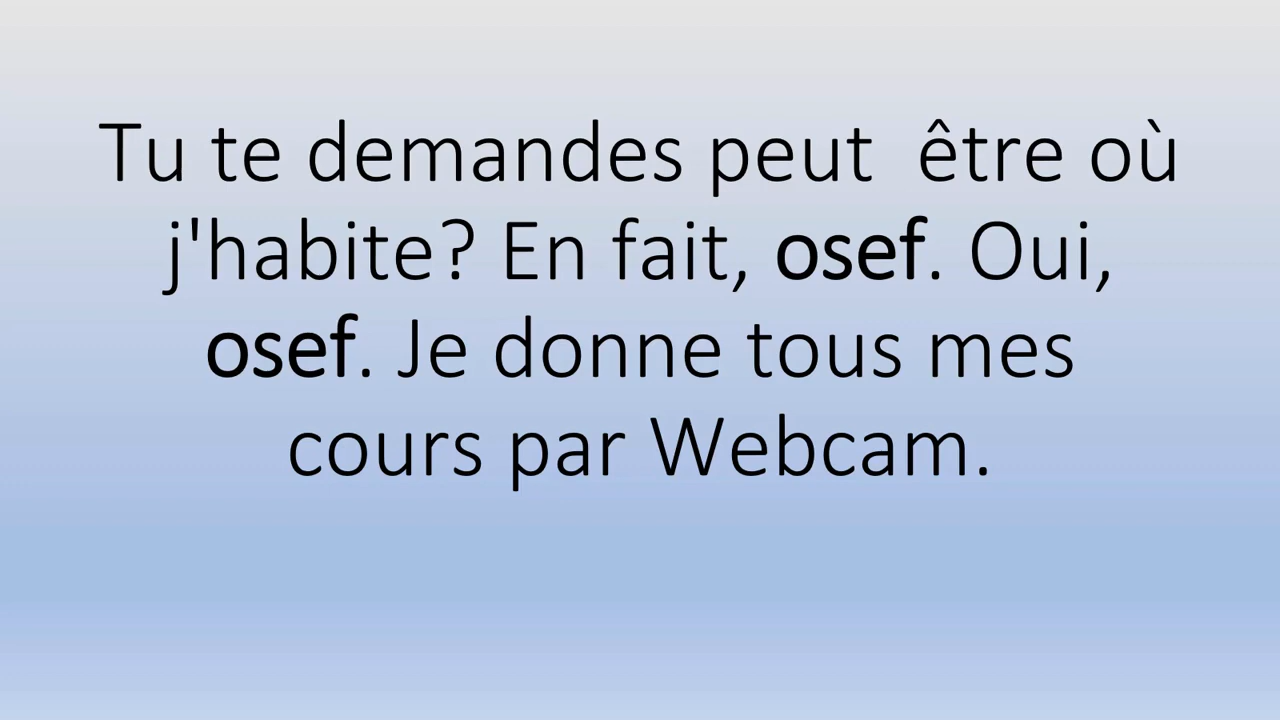 Tu te demandes peut  être où
j'habite? En fait, osef. Oui,
osef. Je donne tous mes
cours par Webcam.